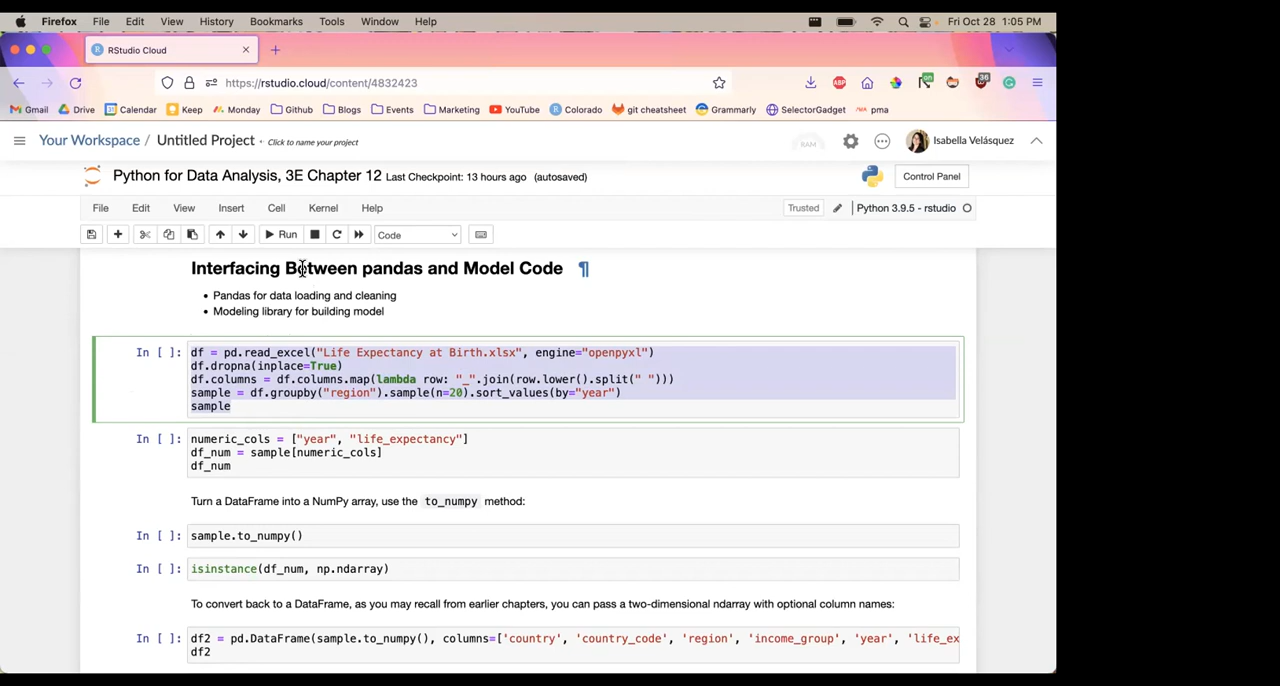 Firefox File Edit View History Bookmarks Tools Window Help Fri Oct 28 1:05 PM
RStudio Cloud
https://rstudio.cloud/content/4832423
Gmail Drive Calendar Keep Monday Github Blogs Events Marketing YouTube Colorado git cheatsheet Grammarly SelectorGadget pma
Your Workspace / Untitled Project • Click to name your project RAM Isabella Velásquez
Python for Data Analysis, 3E Chapter 12 Last Checkpoint: 13 hours ago (autosaved) Control Panel
File Edit View Insert Cell Kernel Help Trusted Python 3.9.5 - rstudio
Run Code
Interfacing Between pandas and Model Code ¶
• Pandas for data loading and cleaning
• Modeling library for building model
In [ ]: df = pd.read_excel("Life Expectancy at Birth.xlsx", engine="openpyxl")
df.dropna(inplace=True)
df.columns = df.columns.map(lambda row: "_".join(row.lower().split(" ")))
sample = df.groupby("region").sample(n=20).sort_values(by="year")
sample
In [ ]: numeric_cols = ["year", "life_expectancy"]
df_num = sample[numeric_cols]
df_num
Turn a DataFrame into a NumPy array, use the to_numpy method:
In [ ]: sample.to_numpy()
In [ ]: isinstance(df_num, np.ndarray)
To convert back to a DataFrame, as you may recall from earlier chapters, you can pass a two-dimensional ndarray with optional column names:
In [ ]: df2 = pd.DataFrame(sample.to_numpy(), columns=['country', 'country_code', 'region', 'income_group', 'year', 'life_ex
df2